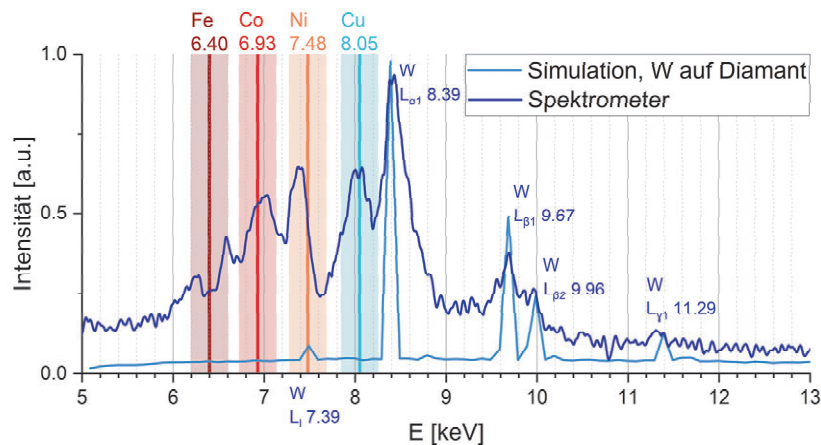 Fe Co Ni Cu
6.40 6.93 7.48 8.05
1.0
0.5
0.0
Intensität [a.u.]
Simulation, W auf Diamant
Spektrometer
W
Lα1 8.39
W
Lβ1 9.67
W
Lβ2 9.96
W
Lγ1 11.29
5 6 7 8 9 10 11 12 13
W
Ll 7.39
E [keV]